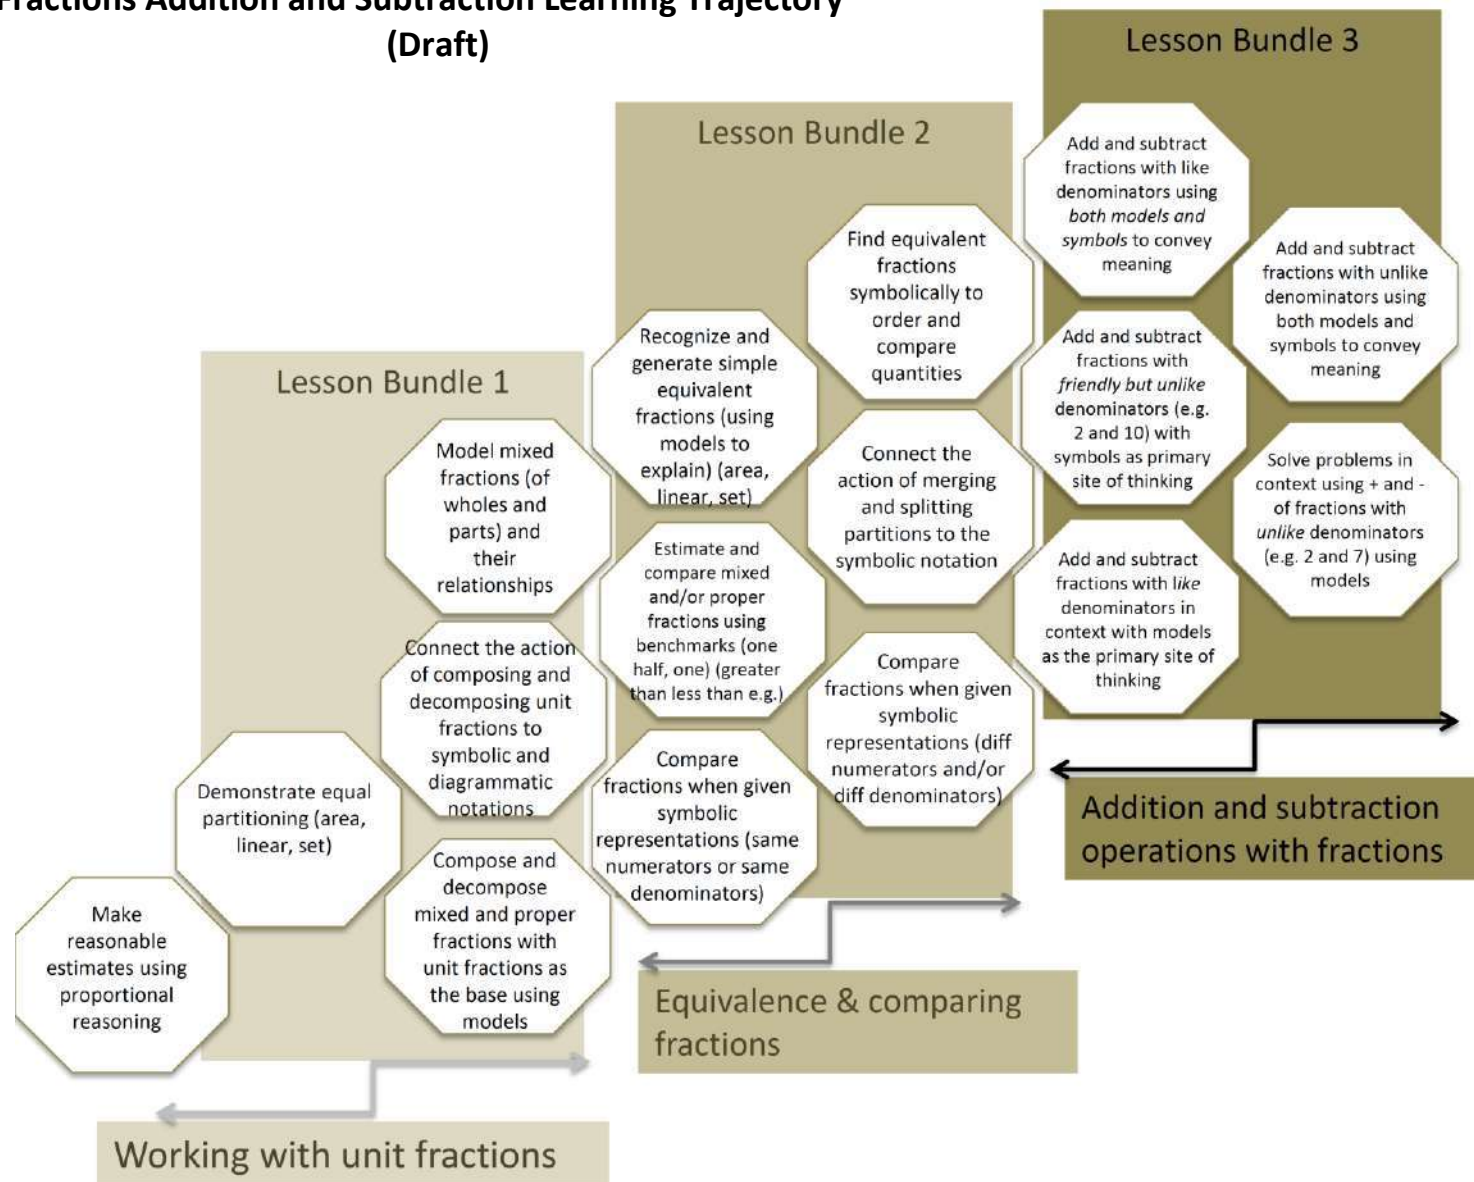 Fractions Addition and Subtraction Learning Trajectory
(Draft)
Lesson Bundle 1
Make
reasonable
estimates using
proportional
reasoning
Demonstrate equal
partitioning (area,
linear, set)
Model mixed
fractions (of
wholes and
parts) and
their
relationships
Connect the action
of composing and
decomposing unit
fractions to
symbolic and
diagrammatic
notations
Compose and
decompose
mixed and proper
fractions with
unit fractions as
the base using
models
Working with unit fractions
Lesson Bundle 2
Recognize and
generate simple
equivalent
fractions (using
models to
explain) (area,
linear, set)
Estimate and
compare mixed
and/or proper
fractions using
benchmarks (one
half, one) (greater
than less than e.g.)
Compare
fractions when given
symbolic
representations (same
numerators or same
denominators)
Find equivalent
fractions
symbolically to
order and
compare
quantities
Connect the
action of merging
and splitting
partitions to the
symbolic notation
Compare
fractions when given
symbolic
representations (diff
numerators and/or
diff denominators)
Equivalence & comparing
fractions
Lesson Bundle 3
Add and subtract
fractions with like
denominators using
both models and
symbols to convey
meaning
Add and subtract
fractions with
friendly but unlike
denominators (e.g.
2 and 10) with
symbols as primary
site of thinking
Add and subtract
fractions with like
denominators in
context with models
as the primary site of
thinking
Add and subtract
fractions with unlike
denominators using
both models and
symbols to convey
meaning
Solve problems in
context using + and -
of fractions with
unlike denominators
(e.g. 2 and 7) using
models
Addition and subtraction
operations with fractions